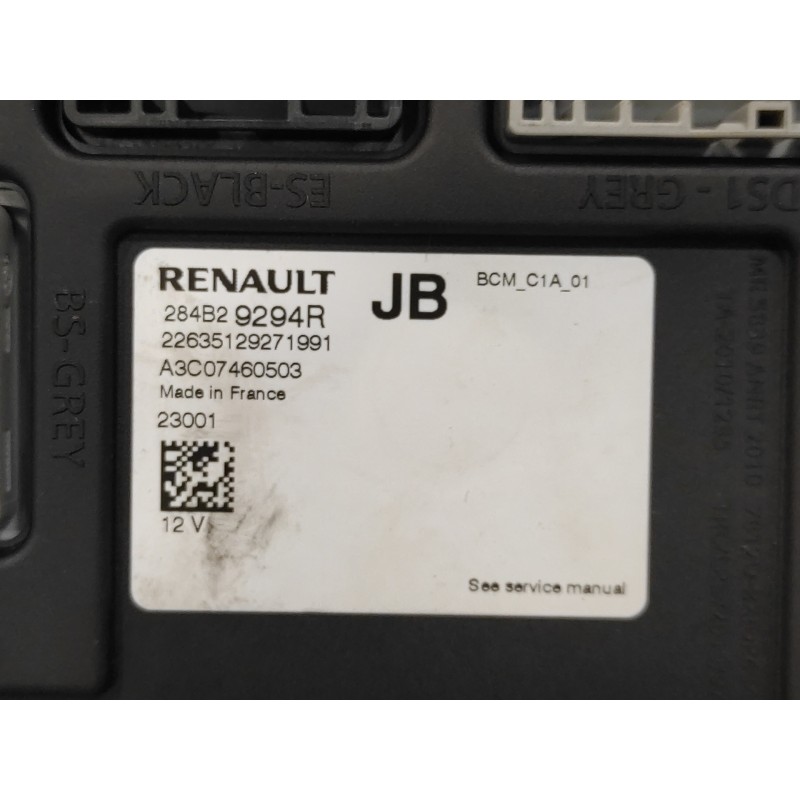 ES-BLACK
DS1 - GREY
BS-GREY
RENAULT
JB
BCM_C1A_01
284B2 9294R
22635129271991
A3C07460503
Made in France
23001
12 V
See service manual